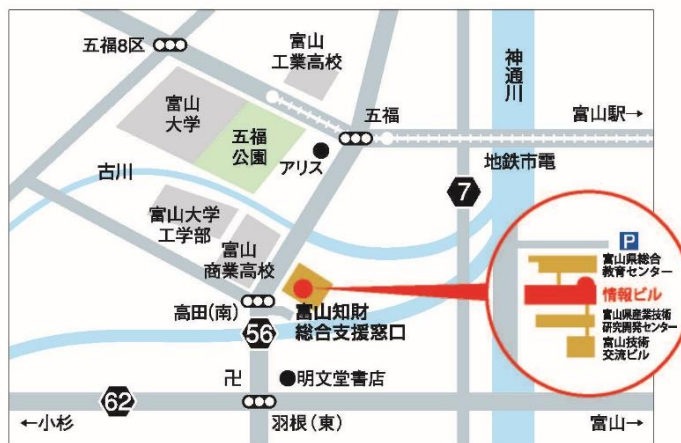 五福8区
富山
工業高校
神通川
富山
大学
五福
公園
五福
富山駅→
アリス
地鉄市電
古川
7
富山大学
工学部
富山
商業高校
P
富山県総合
教育センター
情報ビル
富山県産業技術
研究開発センター
富山技術
交流ビル
高田(南)
富山知財
総合支援窓口
56
卍
明文堂書店
62
←小杉
羽根(東)
富山→